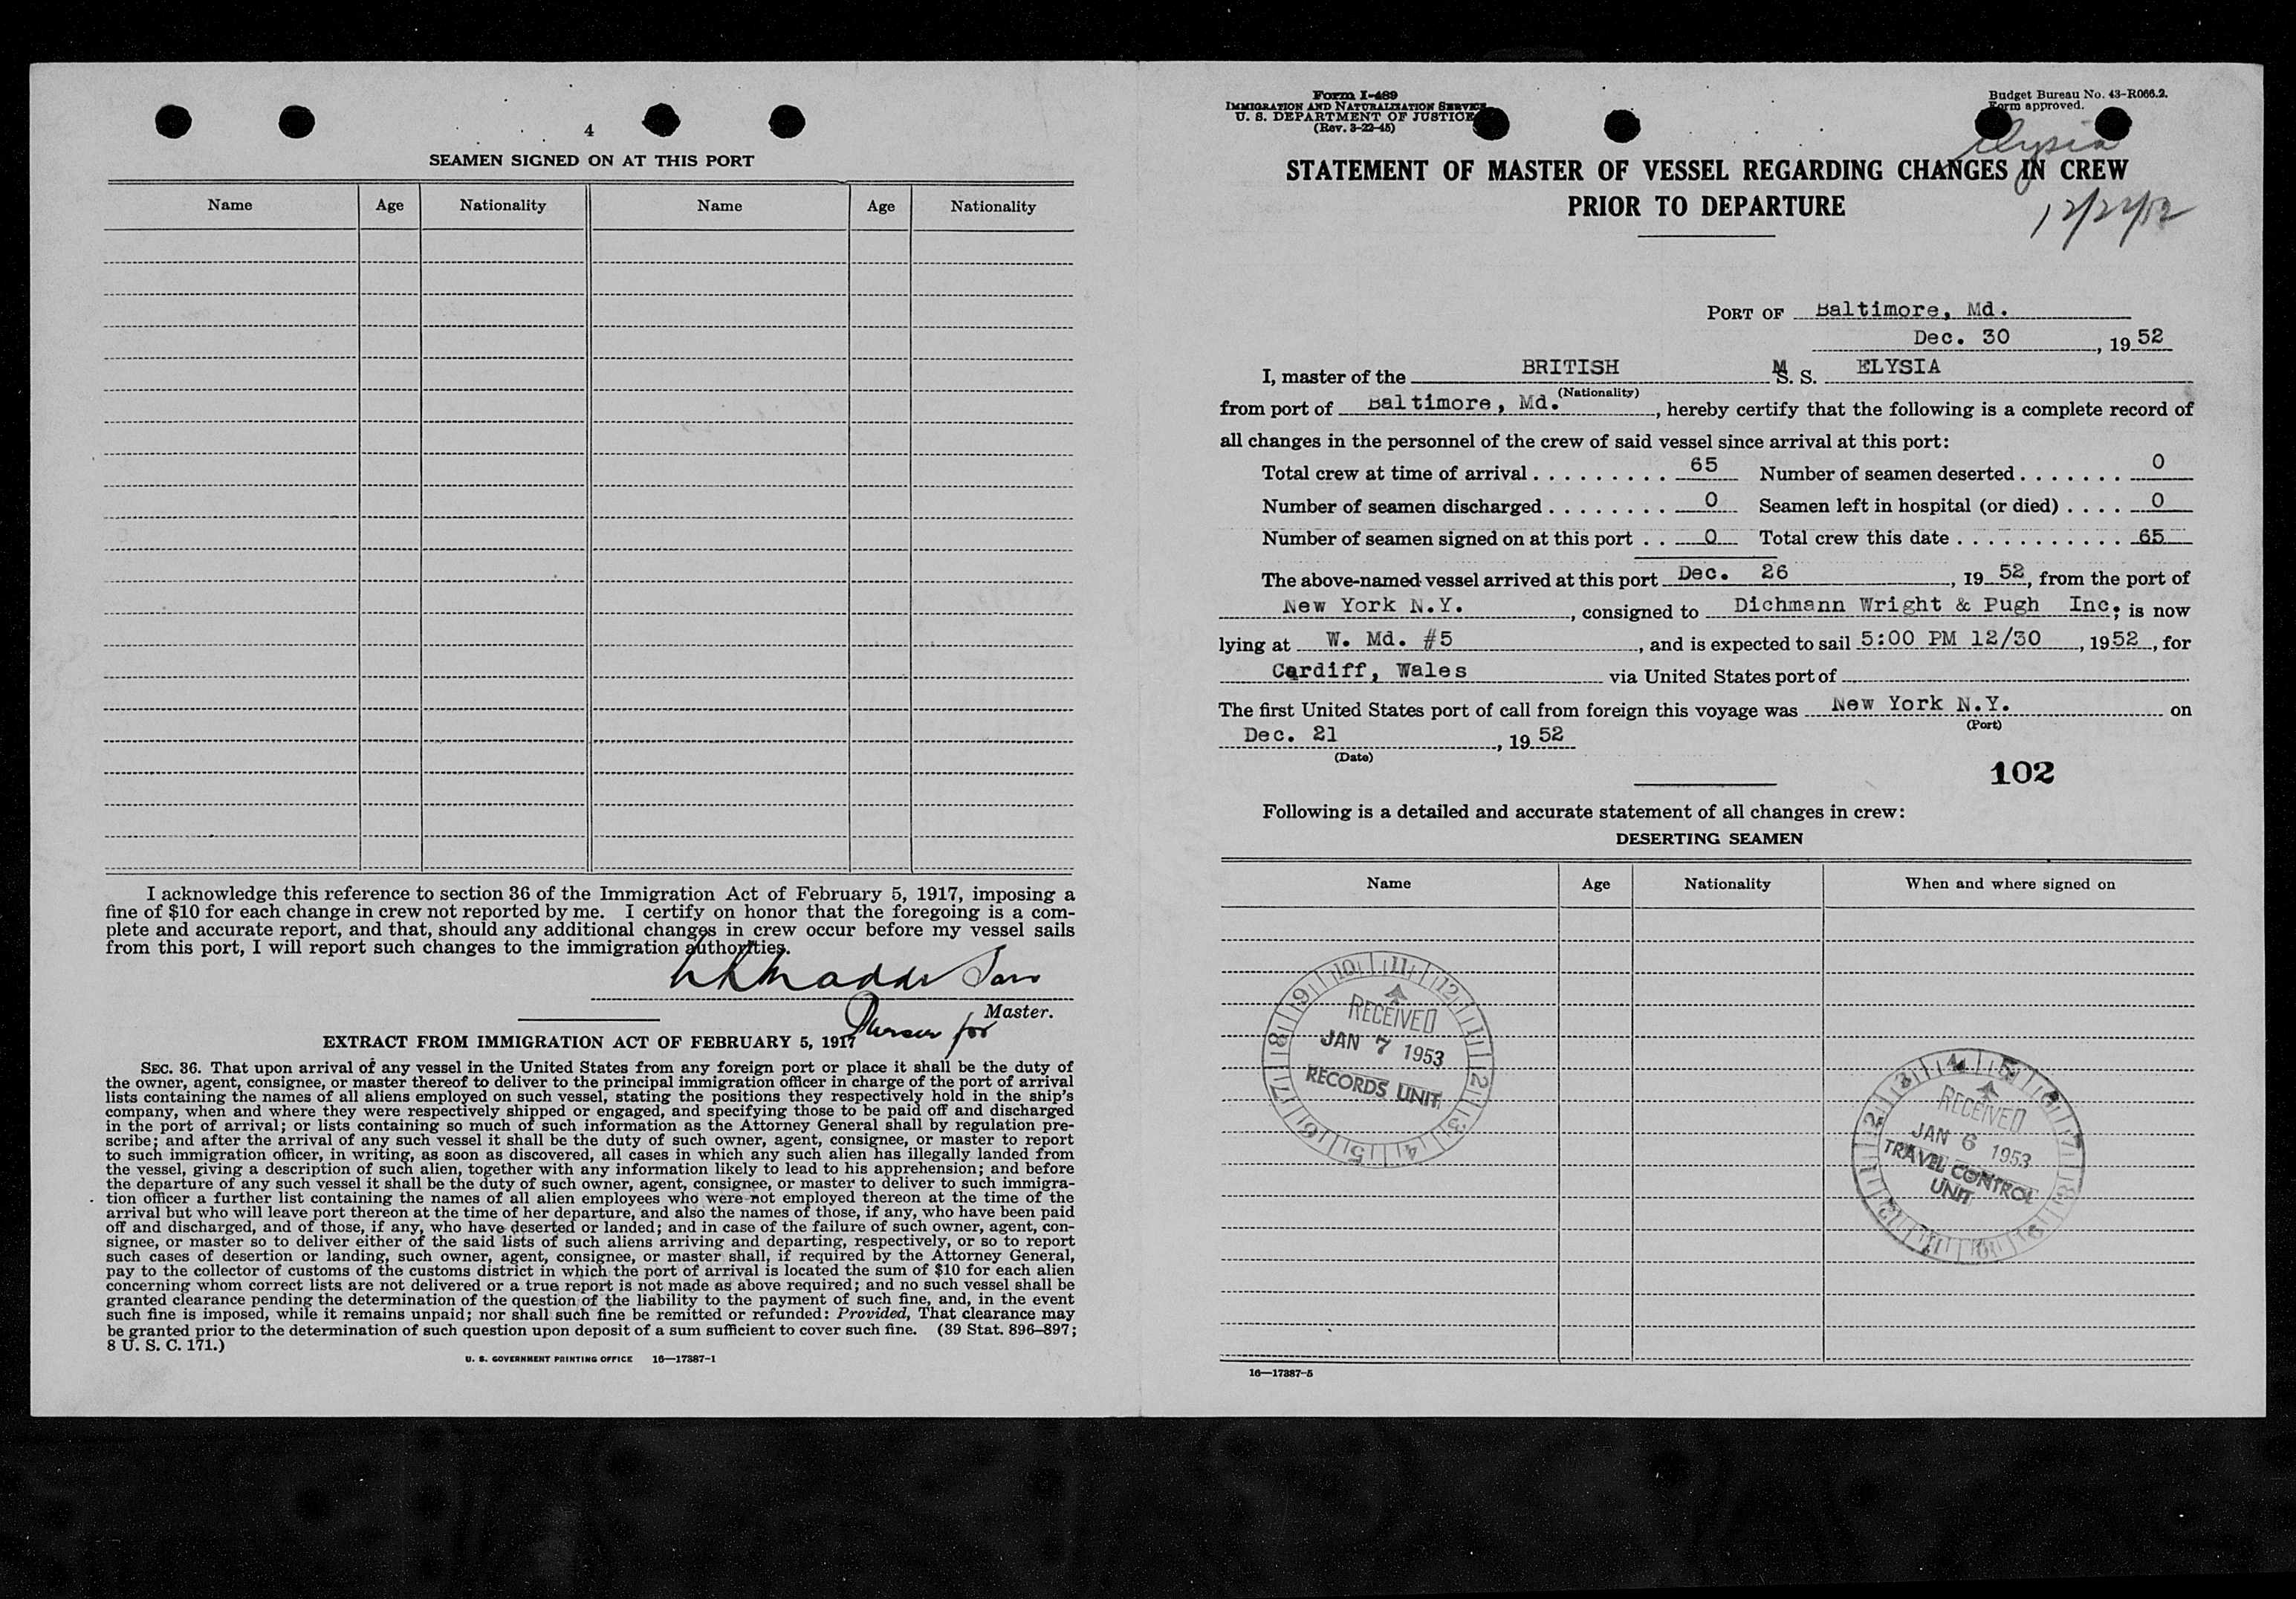 4
SEAMEN SIGNED ON AT THIS PORT
Name Age Nationality Name Age Nationality
I acknowledge this reference to section 36 of the Immigration Act of February 5, 1917, imposing a
fine of $10 for each change in crew not reported by me. I certify on honor that the foregoing is a com-
plete and accurate report, and that, should any additional changes in crew occur before my vessel sails
from this port, I will report such changes to the immigration authorities.
Master.
for
EXTRACT FROM IMMIGRATION ACT OF FEBRUARY 5, 1917
SEC. 36. That upon arrival of any vessel in the United States from any foreign port or place it shall be the duty of
the owner, agent, consignee, or master thereof to deliver to the principal immigration officer in charge of the port of arrival
lists containing the names of all aliens employed on such vessel, stating the positions they respectively hold in the ship's
company, when and where they were respectively shipped or engaged, and specifying those to be paid off and discharged
in the port of arrival; or lists containing so much of such information as the Attorney General shall by regulation pre-
scribe; and after the arrival of any such vessel it shall be the duty of such owner, agent, consignee, or master to report
to such immigration officer, in writing, as soon as discovered, all cases in which any such alien has illegally landed from
the vessel, giving a description of such alien, together with any information likely to lead to his apprehension; and before
the departure of any such vessel it shall be the duty of such owner, agent, consignee, or master to deliver to such immigra-
tion officer a further list containing the names of all alien employees who were not employed thereon at the time of the
arrival but who will leave port thereon at the time of her departure, and also the names of those, if any, who have been paid
off and discharged, and of those, if any, who have deserted or landed; and in case of the failure of such owner, agent, con-
signee, or master so to deliver either of the said lists of such aliens arriving and departing, respectively, or so to report
such cases of desertion or landing, such owner, agent, consignee, or master shall, if required by the Attorney General,
pay to the collector of customs of the customs district in which the port of arrival is located the sum of $10 for each alien
concerning whom correct lists are not delivered or a true report is not made as above required; and no such vessel shall be
granted clearance pending the determination of the question of the liability to the payment of such fine, and, in the event
such fine is imposed, while it remains unpaid; nor shall such fine be remitted or refunded: Provided, That clearance may
be granted prior to the determination of such question upon deposit of a sum sufficient to cover such fine. (39 Stat. 896–897;
8 U. S. C. 171.)
U. S. GOVERNMENT PRINTING OFFICE 16—17387-1
Form I-489
IMMIGRATION AND NATURALIZATION SERVICE
U. S. DEPARTMENT OF JUSTICE
(Rev. 3-22-45)
Budget Bureau No. 43-R066.2.
Form approved.
Elysia
STATEMENT OF MASTER OF VESSEL REGARDING CHANGES IN CREW
PRIOR TO DEPARTURE
PORT OF Baltimore, Md.
Dec. 30, 19 52
I, master of the BRITISH M S. S. ELYSIA
(Nationality)
from port of Baltimore, Md., hereby certify that the following is a complete record of
all changes in the personnel of the crew of said vessel since arrival at this port:
Total crew at time of arrival . . . . . . . . . . 65 Number of seamen deserted . . . . . . . 0
Number of seamen discharged . . . . . . . . 0 Seamen left in hospital (or died) . . . . 0
Number of seamen signed on at this port . . 0 Total crew this date . . . . . . . . . . . . 65
The above-named vessel arrived at this port Dec. 26, 19 52, from the port of
New York N.Y., consigned to Dichmann Wright & Pugh Inc; is now
lying at W. Md. #5, and is expected to sail 5:00 PM 12/30, 19 52, for
Cardiff, Wales via United States port of
The first United States port of call from foreign this voyage was New York N.Y. on
(Port)
Dec. 21, 19 52
(Date)
102
Following is a detailed and accurate statement of all changes in crew:
DESERTING SEAMEN
Name Age Nationality When and where signed on
10 11 12 1 2 3 4 5 6 7 8 9
RECEIVED
JAN 7 1953
RECORDS UNIT
3 4 5 6 7 8 9 10 11 12 1 2
RECEIVED
JAN 6 1953
TRAVEL CONTROL
UNIT
16—17387-5